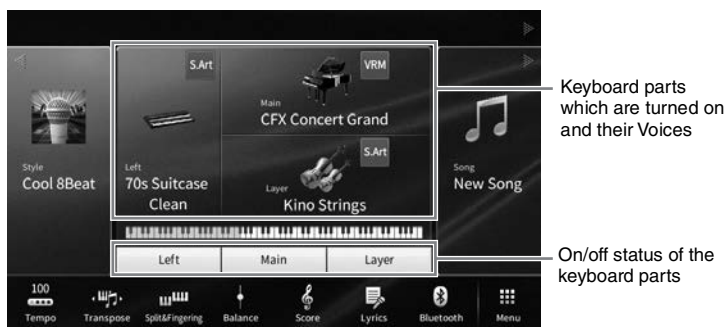 S.Art
VRM
Main
CFX Concert Grand
Style
Cool 8Beat
Left
70s Suitcase
Clean
S.Art
Layer
Kino Strings
Song
New Song
Left
Main
Layer
100
Tempo
Transpose
Split&Fingering
Balance
Score
Lyrics
Bluetooth
Menu
Keyboard parts
which are turned on
and their Voices
On/off status of the
keyboard parts